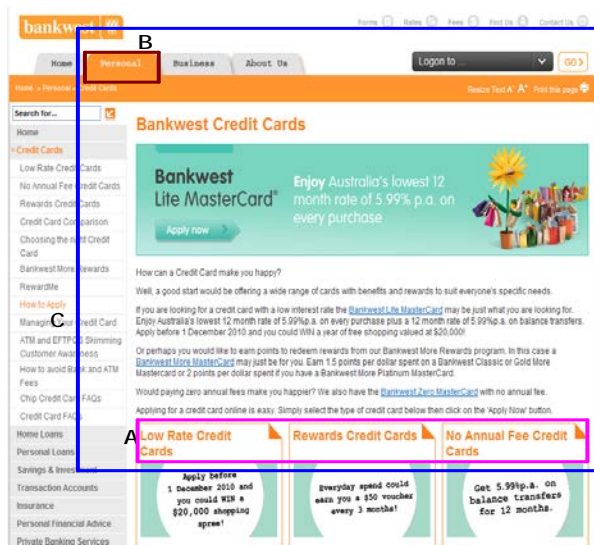 bankwest
Forms Rates Fees Find Us Contact Us
B
Home Personal Business About Us
Logon to ... GO
Home » Personal » Credit Cards
Resize Text A- A+ Print this page
Search for...
Home
Credit Cards
Low Rate Credit Cards
No Annual Fee Credit Cards
Rewards Credit Cards
Credit Card Comparison
Choosing the right Credit
Card
Bankwest More Rewards
RewardMe
How to Apply
C
Managing Your Credit Card
ATM and EFTPOS Skimming
Customer Awareness
How to avoid Bank and ATM
Fees
Chip Credit Card FAQs
Credit Card FAQs
Home Loans
Personal Loans
Savings & Investment
Transaction Accounts
Insurance
Personal Financial Advice
Private Banking Services
Bankwest Credit Cards
Bankwest
Lite MasterCard®
Apply now
Enjoy Australia's lowest 12
month rate of 5.99% p.a. on
every purchase
How can a Credit Card make you happy?
Well, a good start would be offering a wide range of cards with benefits and rewards to suit everyone's specific needs.
If you are looking for a credit card with a low interest rate the Bankwest Lite MasterCard may be just what you are looking for.
Enjoy Australia's lowest 12 month rate of 5.99%p.a. on every purchase plus a 12 month rate of 5.99%p.a. on balance transfers.
Apply before 1 December 2010 and you could WIN a year of free shopping valued at $20,000!
Or perhaps you would like to earn points to redeem rewards from our Bankwest More Rewards program. In this case a
Bankwest More MasterCard may just be for you. Earn 1.5 points per dollar spent on a Bankwest Classic or Gold More
Mastercard or 2 points per dollar spent if you have a Bankwest More Platinum MasterCard.
Would paying zero annual fees make you happier? We also have the Bankwest Zero MasterCard with no annual fee.
Applying for a credit card online is easy. Simply select the type of credit card below then click on the 'Apply Now' button.
A
Low Rate Credit
Cards
Apply before
1 December 2010 and
you could WIN a
$20,000 shopping
spree!
Rewards Credit Cards
Everyday spend could
earn you a $50 voucher
every 3 months!
No Annual Fee Credit
Cards
Get 5.99%p.a. on
balance transfers
for 12 months.